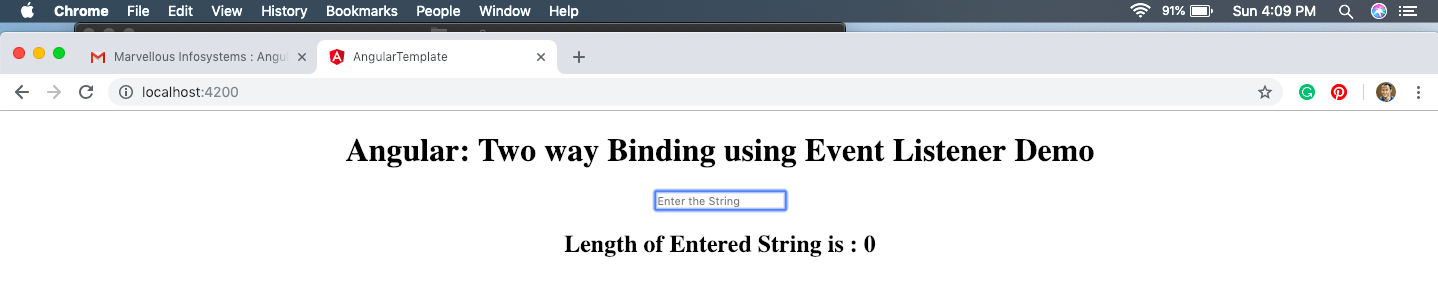 Chrome File Edit View History Bookmarks People Window Help 91% Sun 4:09 PM
Marvellous Infosystems : Angul AngularTemplate
localhost:4200
Angular: Two way Binding using Event Listener Demo
Enter the String
Length of Entered String is : 0